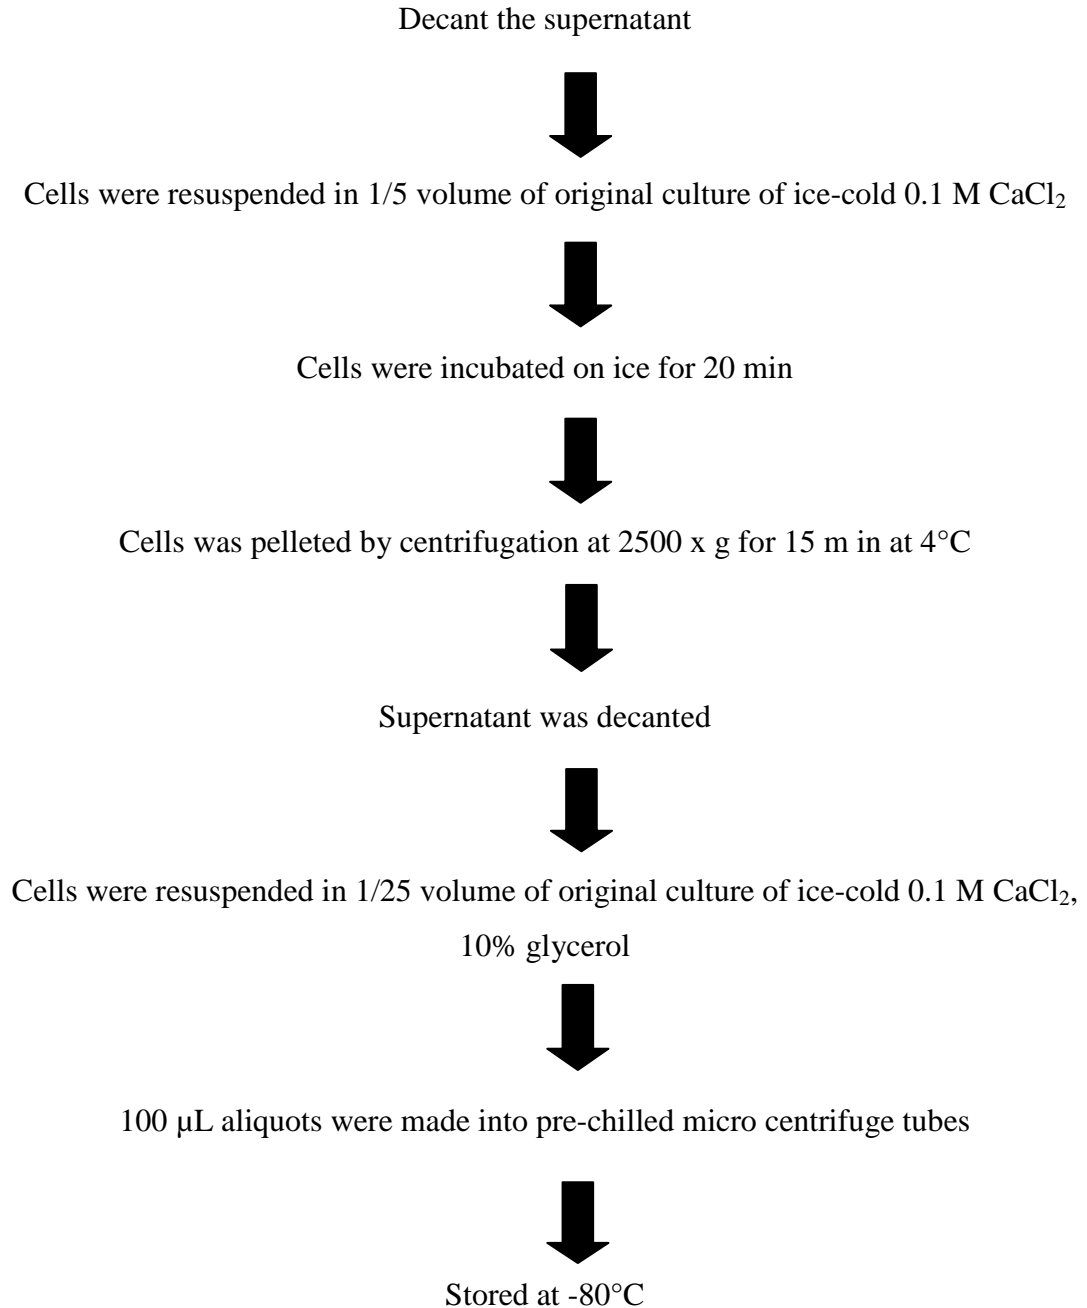 Decant the supernatant
Cells were resuspended in 1/5 volume of original culture of ice-cold 0.1 M CaCl₂
Cells were incubated on ice for 20 min
Cells was pelleted by centrifugation at 2500 x g for 15 m in at 4°C
Supernatant was decanted
Cells were resuspended in 1/25 volume of original culture of ice-cold 0.1 M CaCl₂,
10% glycerol
100 μL aliquots were made into pre-chilled micro centrifuge tubes
Stored at -80°C